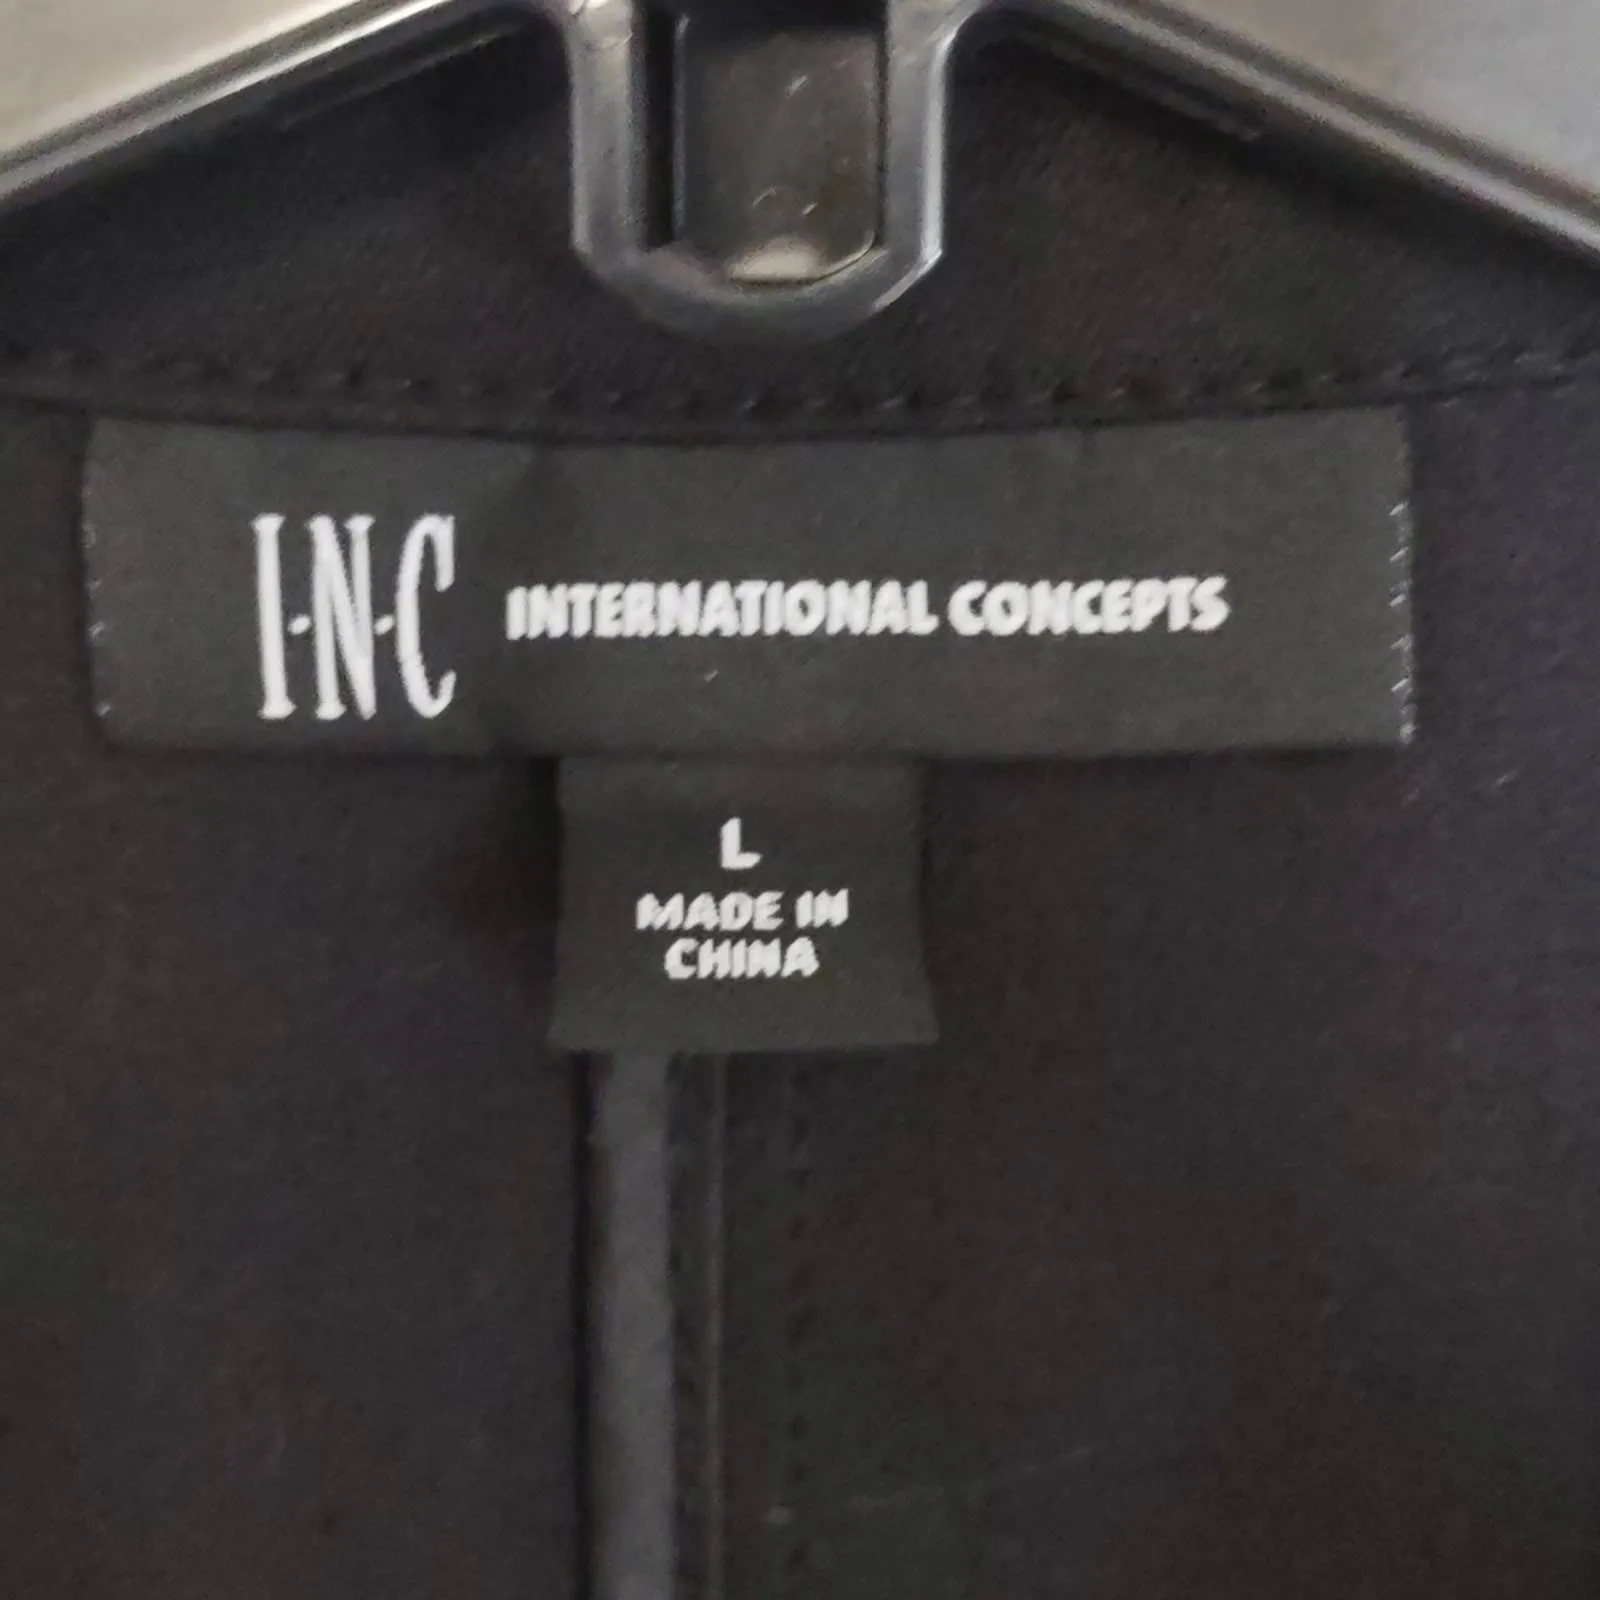 I·N·C INTERNATIONAL CONCEPTS
L
MADE IN
CHINA